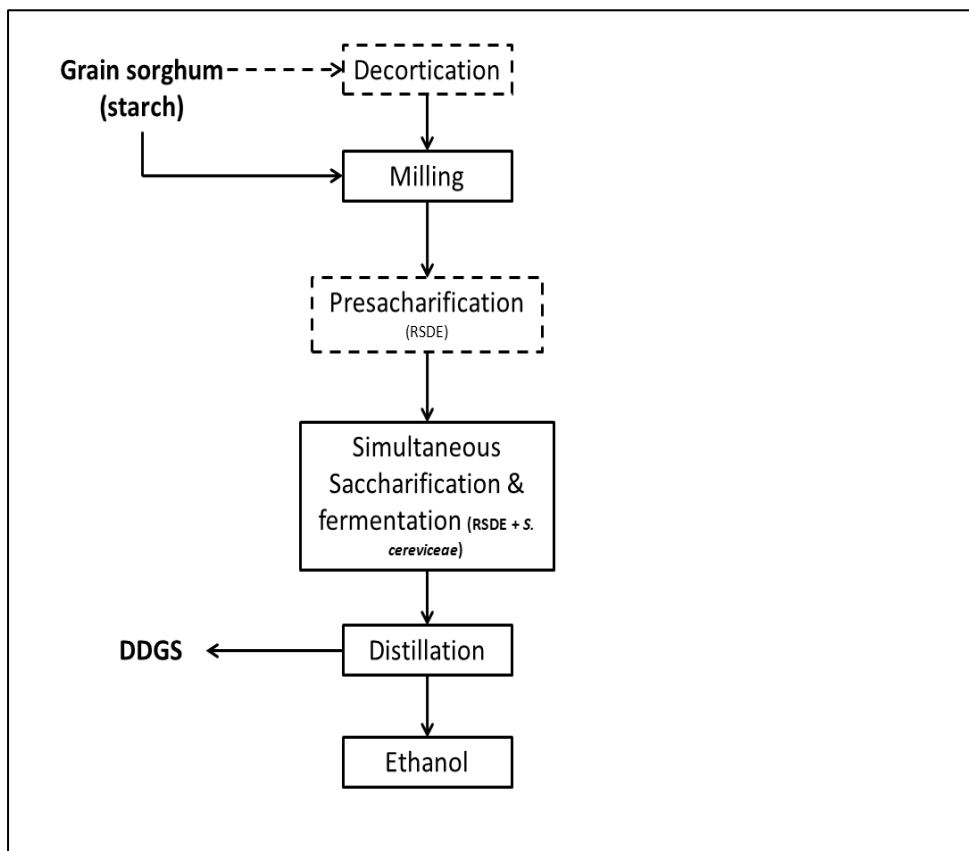 Grain sorghum
(starch)
Decortication
Milling
Presacharification
(RSDE)
Simultaneous
Saccharification &
fermentation (RSDE + S.
cereviceae)
DDGS
Distillation
Ethanol